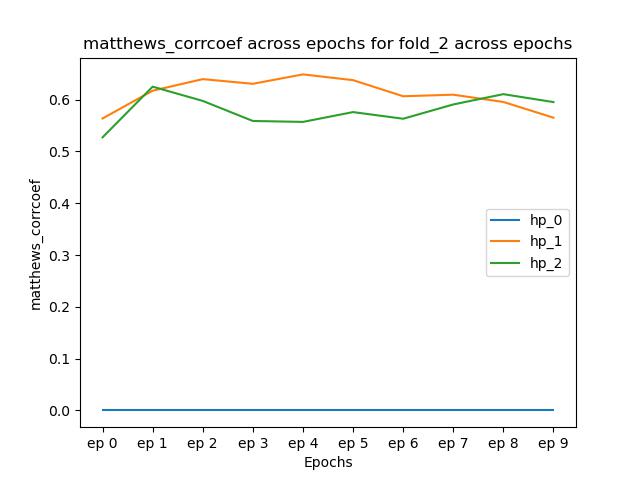 matthews_corrcoef across epochs for fold_2 across epochs
matthews_corrcoef
0.6
0.5
0.4
0.3
0.2
0.1
0.0
hp_0
hp_1
hp_2
ep 0 ep 1 ep 2 ep 3 ep 4 ep 5 ep 6 ep 7 ep 8 ep 9
Epochs